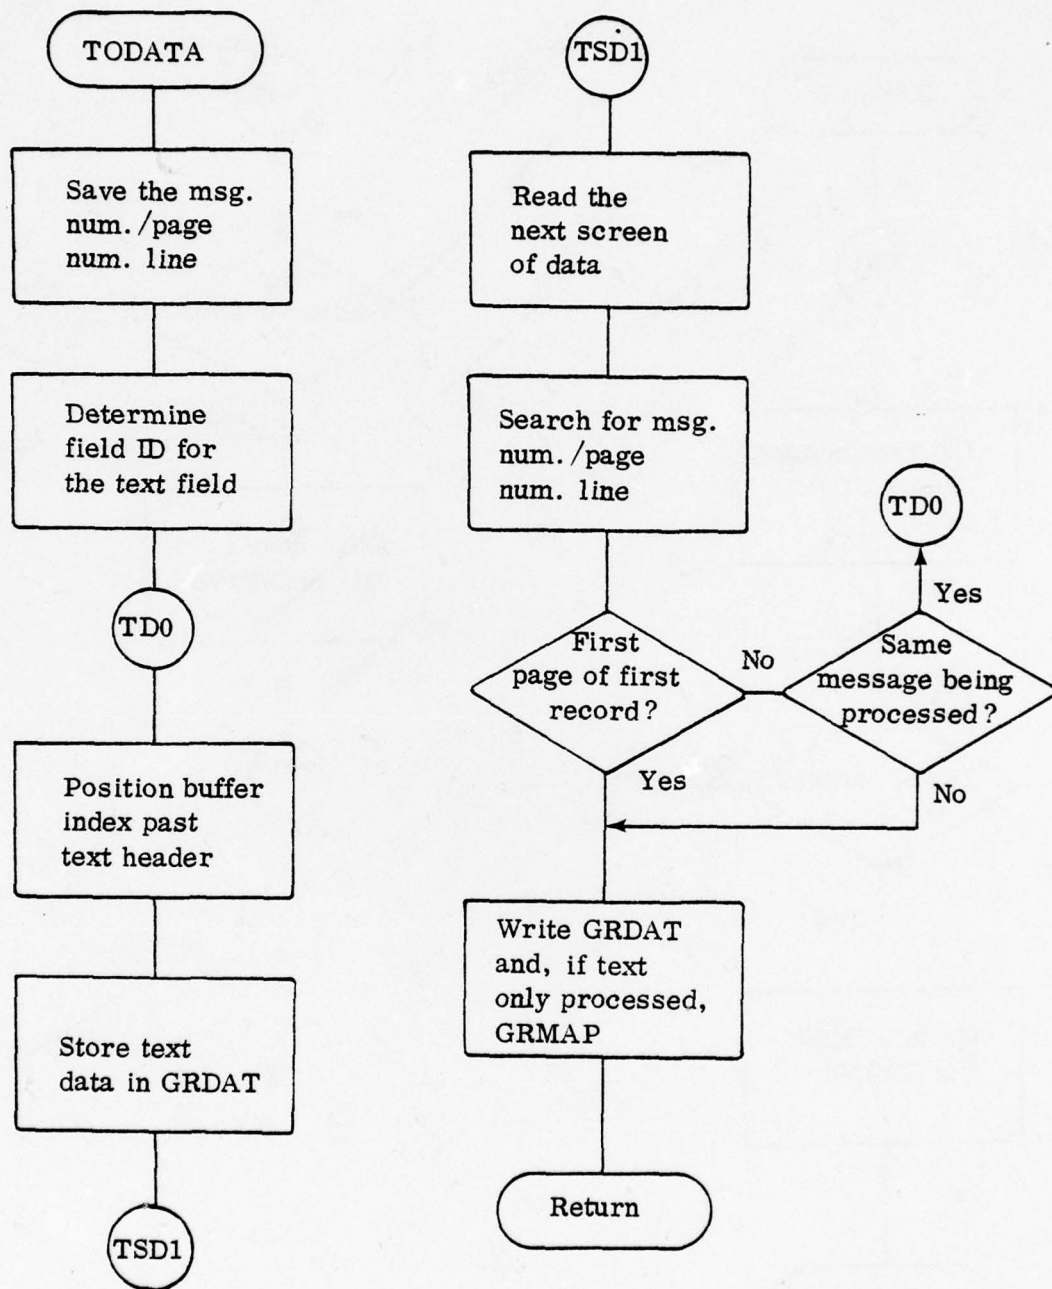 TODATA
Save the msg.
num./page
num. line
Determine
field ID for
the text field
TD0
Position buffer
index past
text header
Store text
data in GRDAT
TSD1
TSD1
Read the
next screen
of data
Search for msg.
num./page
num. line
First
page of first
record?
No
Yes
Same
message being
processed?
Yes
TD0
No
Write GRDAT
and, if text
only processed,
GRMAP
Return